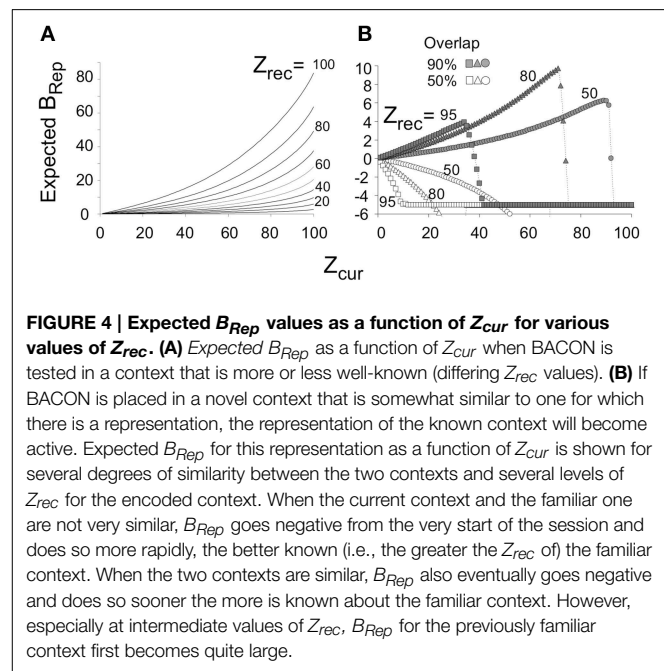 A
B
Expected B_Rep
80
60
40
20
0
Z_rec= 100
80
60
40
20
0 20 40 60 80 100
Overlap
90%
50%
10
8
6
4
2
0
-2
-4
-6
Z_rec= 95
80
50
50
80
95
0 20 40 60 80 100
Z_cur
FIGURE 4 | Expected B_Rep values as a function of Z_cur for various
values of Z_rec. (A) Expected B_Rep as a function of Z_cur when BACON is
tested in a context that is more or less well-known (differing Z_rec values). (B) If
BACON is placed in a novel context that is somewhat similar to one for which
there is a representation, the representation of the known context will become
active. Expected B_Rep for this representation as a function of Z_cur is shown for
several degrees of similarity between the two contexts and several levels of
Z_rec for the encoded context. When the current context and the familiar one
are not very similar, B_Rep goes negative from the very start of the session and
does so more rapidly, the better known (i.e., the greater the Z_rec of) the familiar
context. When the two contexts are similar, B_Rep also eventually goes negative
and does so sooner the more is known about the familiar context. However,
especially at intermediate values of Z_rec, B_Rep for the previously familiar
context first becomes quite large.